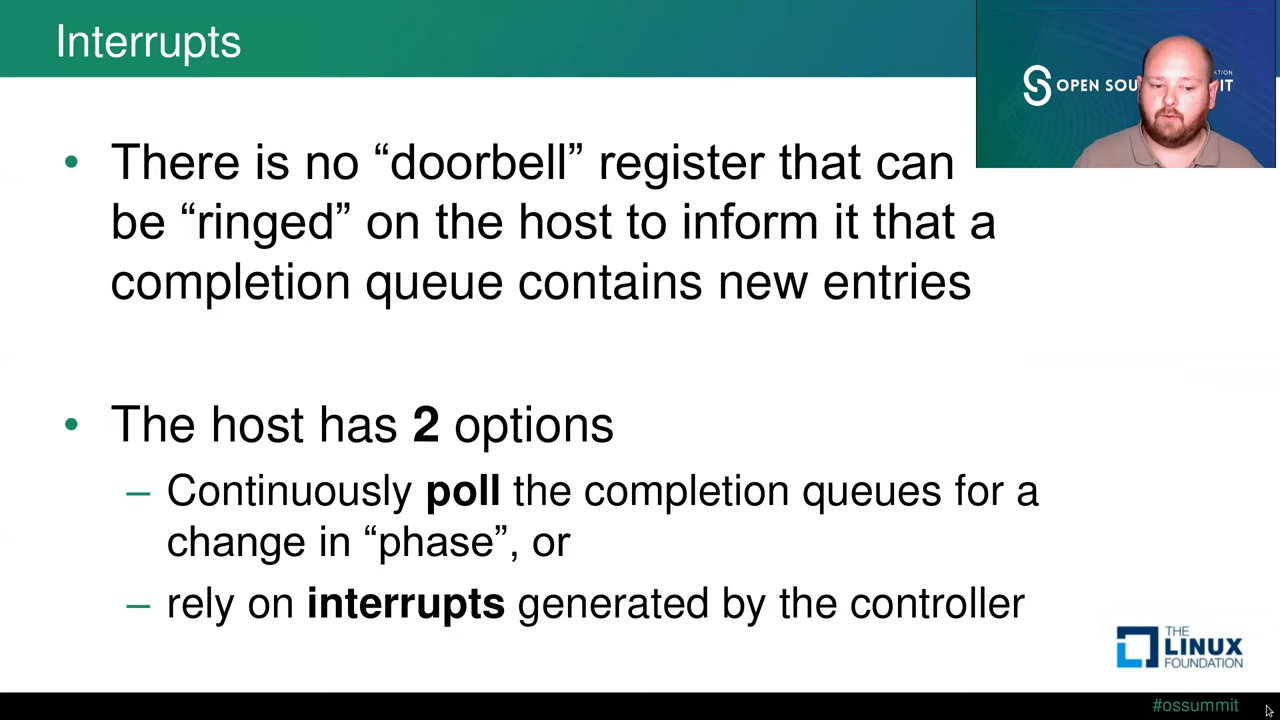 Interrupts
OPEN SOU
ATION
IT
• There is no “doorbell” register that can
be “ringed” on the host to inform it that a
completion queue contains new entries
• The host has 2 options
– Continuously poll the completion queues for a
change in “phase”, or
– rely on interrupts generated by the controller
THE
LINUX
FOUNDATION
#ossummit